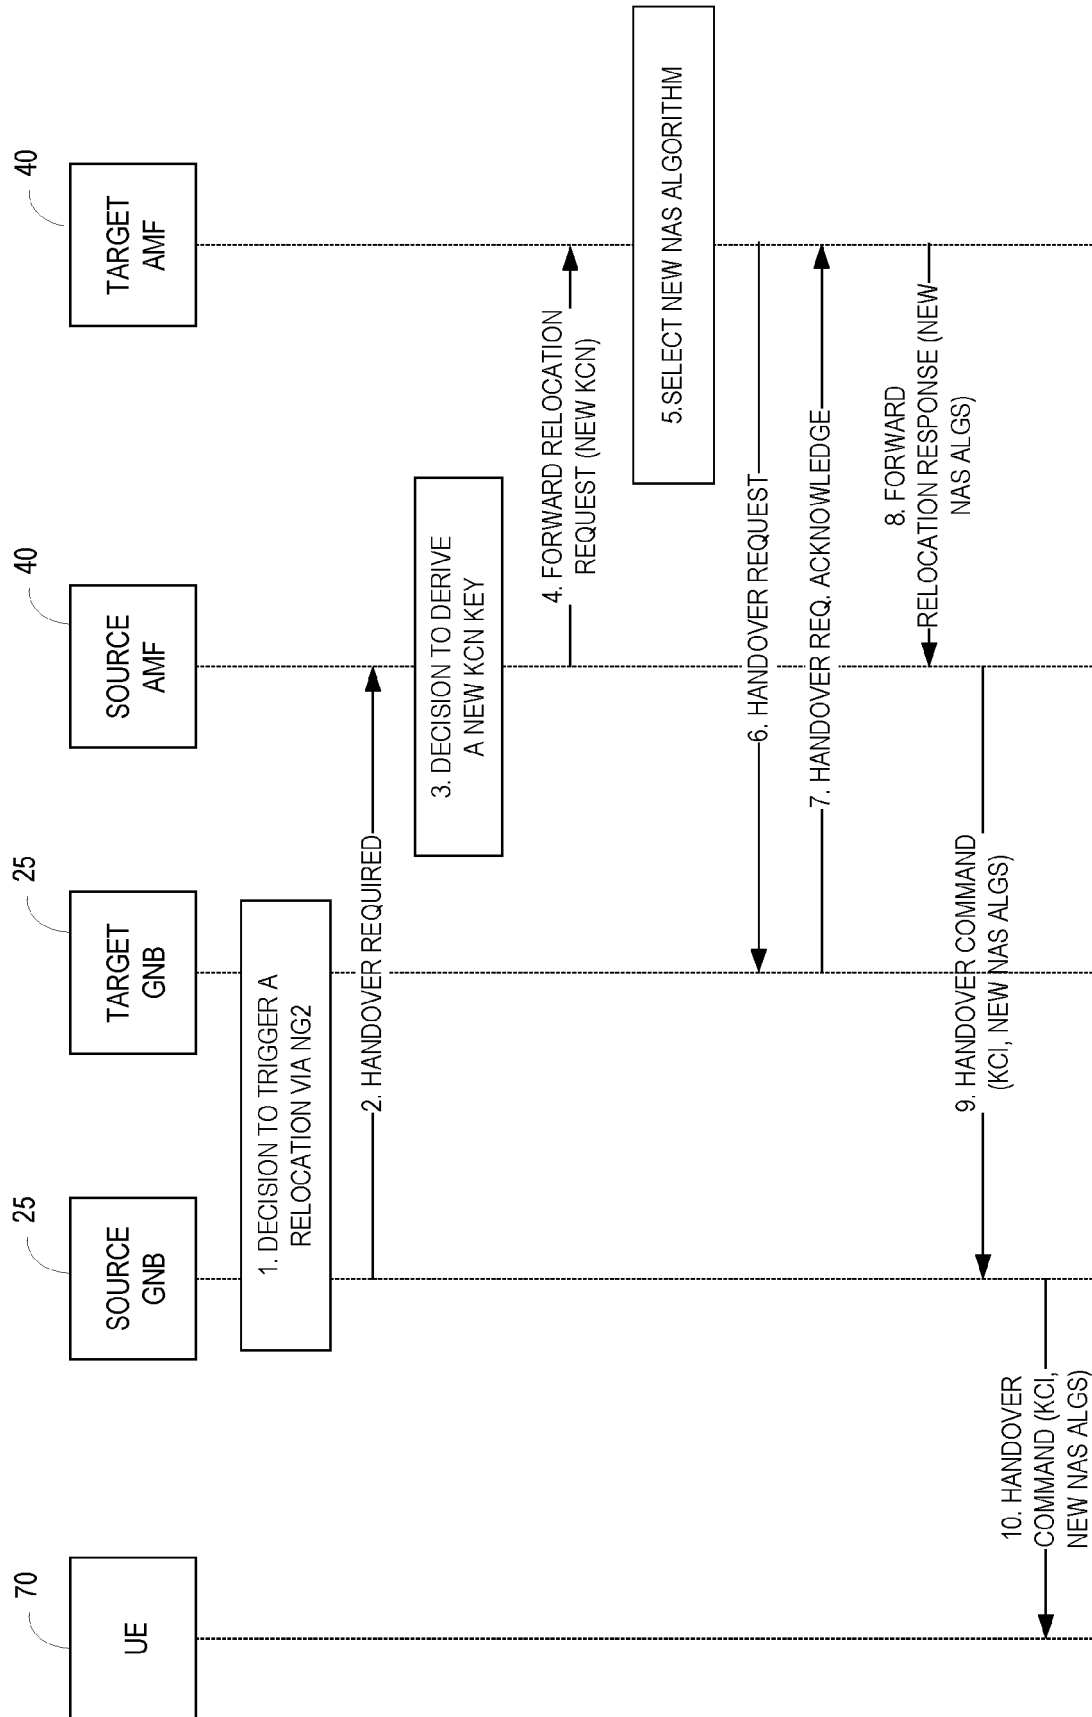 70
UE
25
SOURCE
GNB
25
TARGET
GNB
40
SOURCE
AMF
40
TARGET
AMF
1. DECISION TO TRIGGER A
RELOCATION VIA NG2
2. HANDOVER REQUIRED
3. DECISION TO DERIVE
A NEW KCN KEY
4. FORWARD RELOCATION
REQUEST (NEW KCN)
5.SELECT NEW NAS ALGORITHM
6. HANDOVER REQUEST
7. HANDOVER REQ. ACKNOWLEDGE
8. FORWARD
RELOCATION RESPONSE (NEW
NAS ALGS)
9. HANDOVER COMMAND
(KCI, NEW NAS ALGS)
10. HANDOVER
COMMAND (KCI,
NEW NAS ALGS)